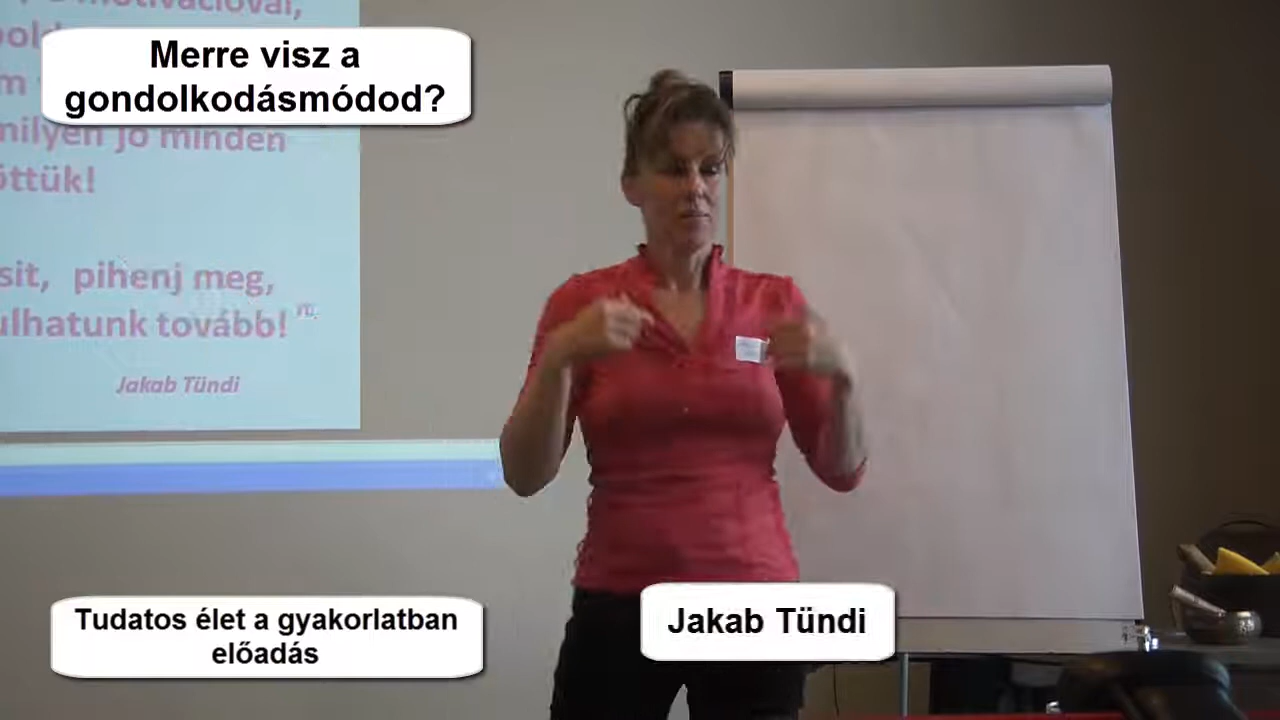 motivációval,
Merre visz a
gondolkodásmódod?
milyen jó minden
öttük!
sit, pihenj meg,
ulhatunk tovább!
Jakab Tündi
Tudatos élet a gyakorlatban
előadás
Jakab Tündi